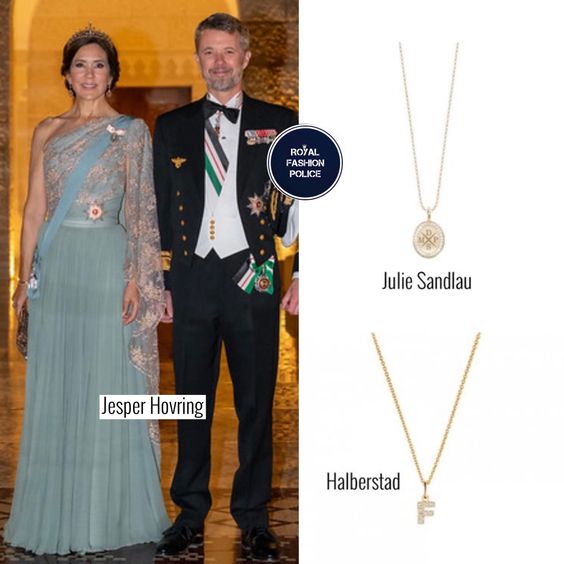 ROYAL
FASHION
POLICE
Julie Sandlau
Jesper Hovring
Halberstad